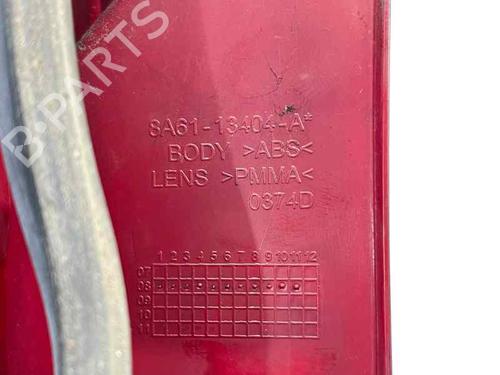 B-PARTS
8A61-13404-A*
BODY >ABS<
LENS >PMMA<
0374D
1 2 3 4 5 6 7 8 9 10 11 12
07
08
09
10
11